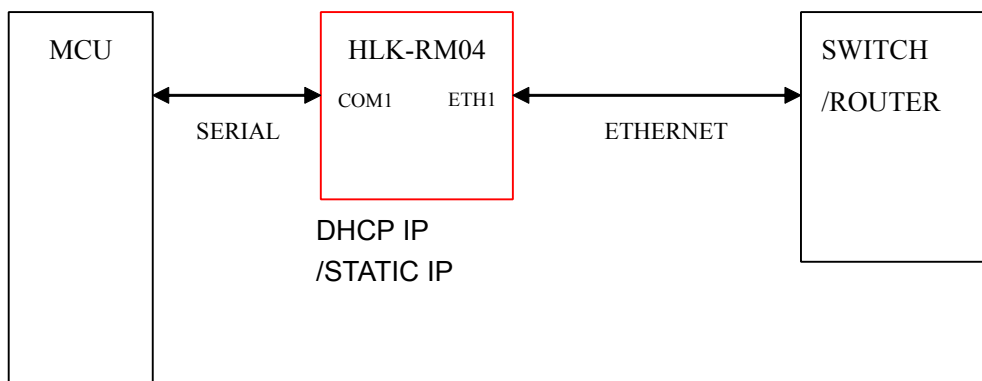 MCU
HLK-RM04
SWITCH
/ROUTER
COM1 ETH1
SERIAL
ETHERNET
DHCP IP
/STATIC IP